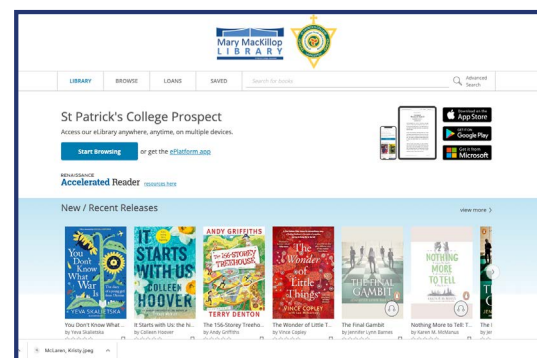 Mary MacKillop
LIBRARY
LIBRARY
BROWSE
LOANS
SAVED
Search for books
Advanced
Search
St Patrick's College Prospect
Access our eLibrary anywhere, anytime, on multiple devices.
Start Browsing
or get the ePlatform app
Download on the
App Store
GET IT ON
Google Play
Get it from
Microsoft
RENAISSANCE
Accelerated Reader
resources here
New / Recent Releases
view more
You
Don't
Know
What
War
Is
YEVA SKALIETSKA
IT
STARTS
WITH US
COLLEEN
HOOVER
ANDY GRIFFITHS
THE 156-STOREY
TREEHOUSE
TERRY DENTON
The
Wonder
of
Little
Things
VINCE COPLEY
THE FINAL
GAMBIT
NOTHING
MORE
TO TELL
You Don't Know What...
by Yeva Skalietska
It Starts with Us: the N...
by Colleen Hoover
The 156-Storey Treeho...
by Andy Griffiths
The Wonder of Little T...
by Vince Copley
The Final Gambit
by Jennifer Lynn Barnes
Nothing More to Tell: T...
by Karen M. McManus
The I
by Je
McLaren, Kristy.jpeg